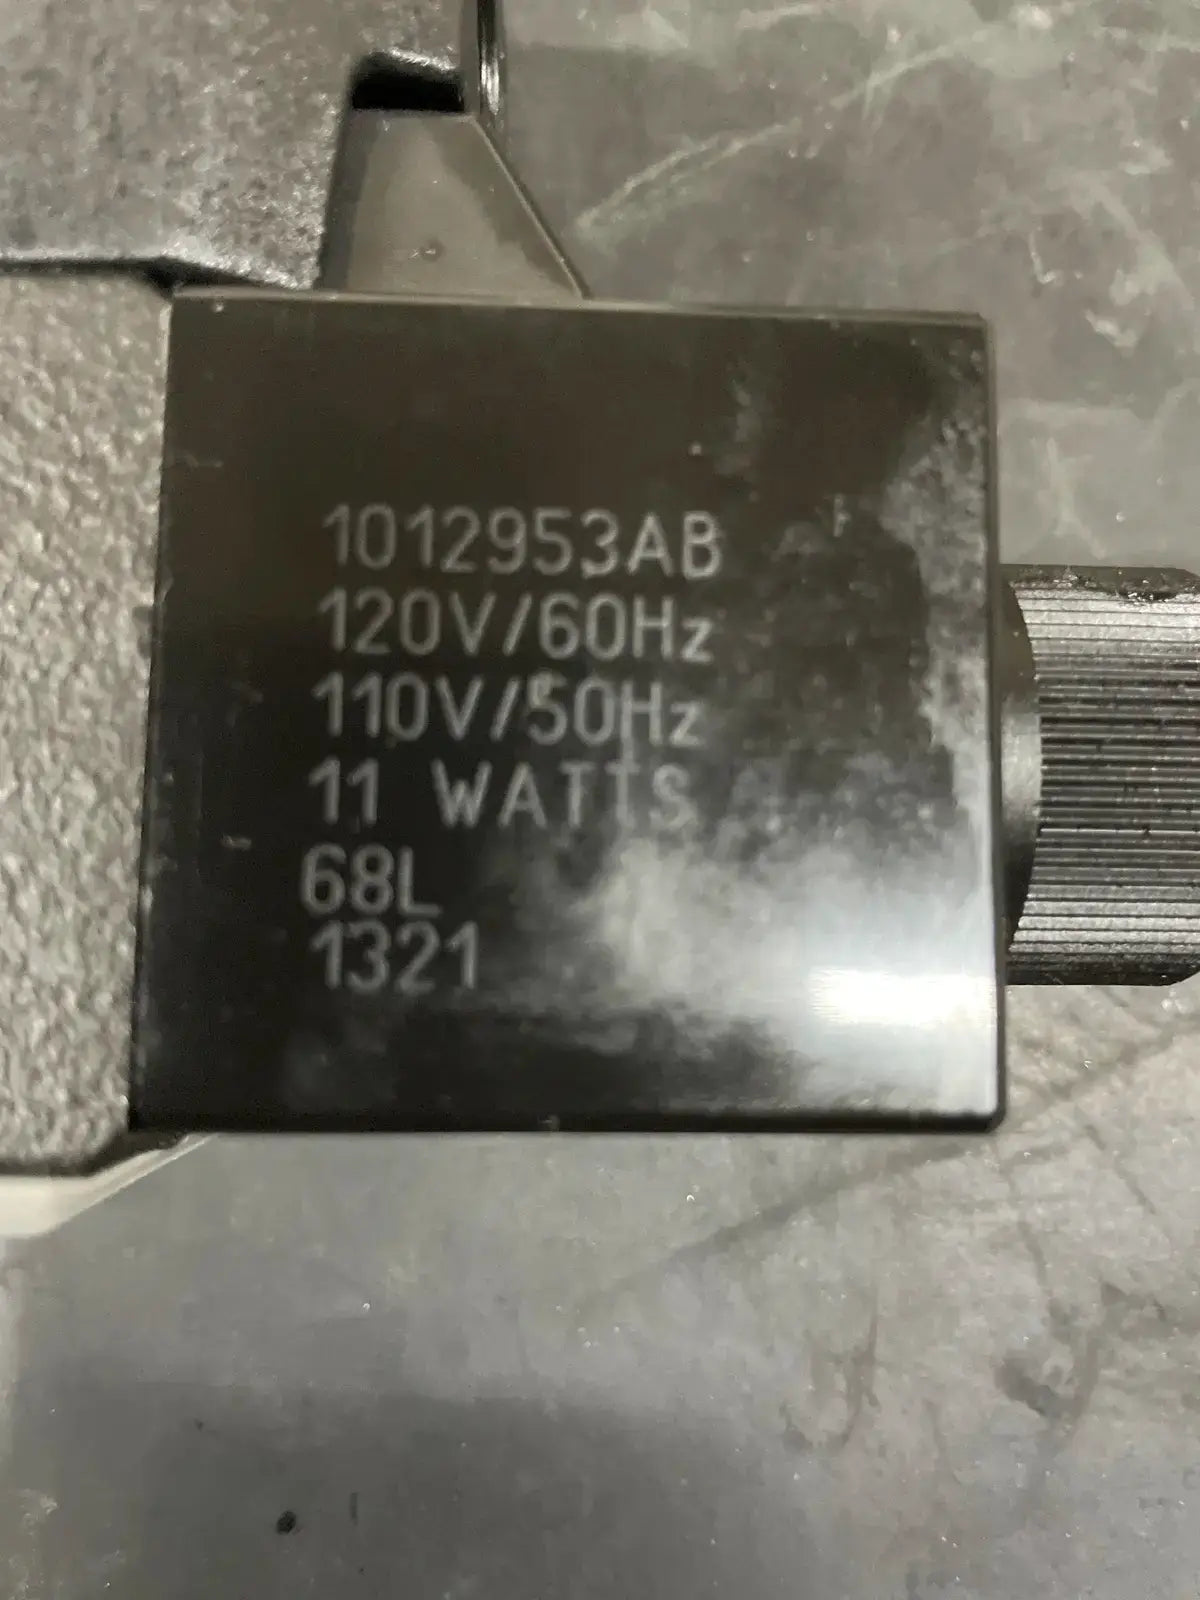 1012953AB
120V/60Hz
110V/50Hz
11 WATTS
68L
1321